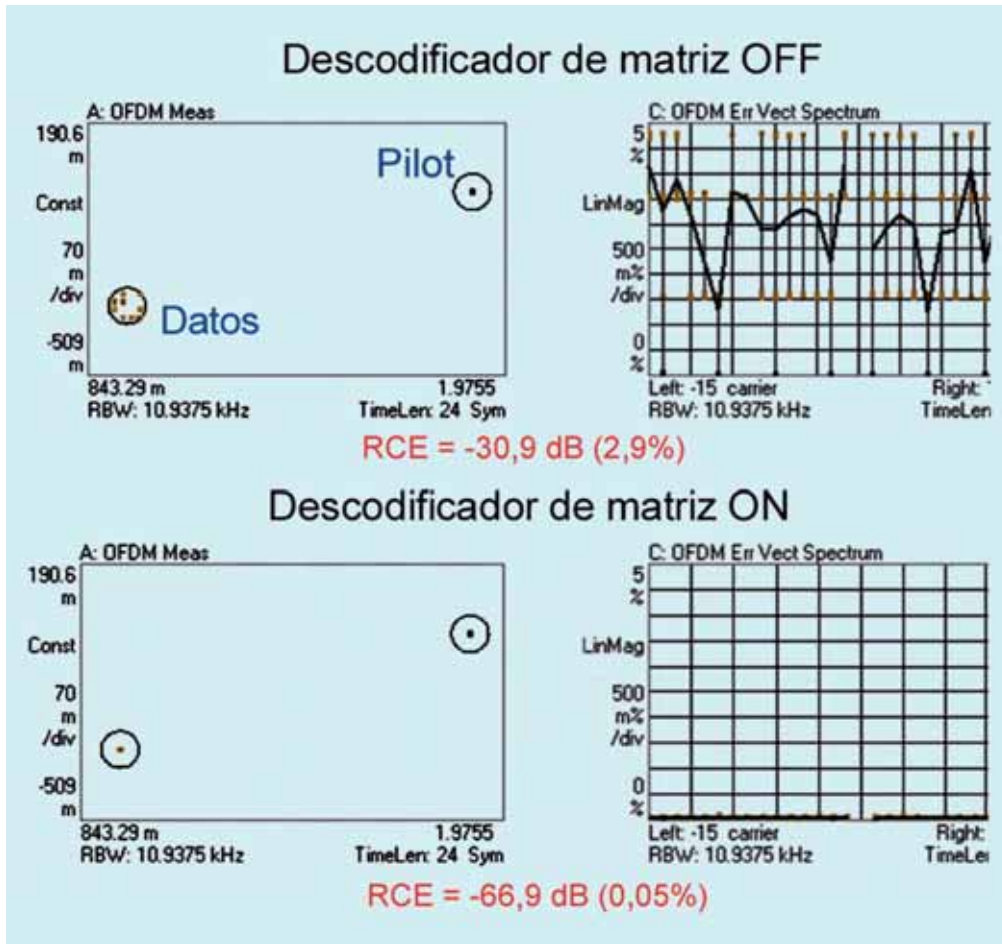 Descodificador de matriz OFF
A: OFDM Meas
190.6
m
Const
70
m
/div
-509
m
Pilot
Datos
843.29 m
1.9755
RBW: 10.9375 kHz
TimeLen: 24 Sym
C: OFDM Err Vect Spectrum
5
%
LinMag
500
m%
/div
0
%
Left: -15 carrier
Right:
RBW: 10.9375 kHz
TimeLen
RCE = -30,9 dB (2,9%)
Descodificador de matriz ON
A: OFDM Meas
190.6
m
Const
70
m
/div
-509
m
843.29 m
1.9755
RBW: 10.9375 kHz
TimeLen: 24 Sym
C: OFDM Err Vect Spectrum
5
%
LinMag
500
m%
/div
0
%
Left: -15 carrier
Right:
RBW: 10.9375 kHz
TimeLe
RCE = -66,9 dB (0,05%)